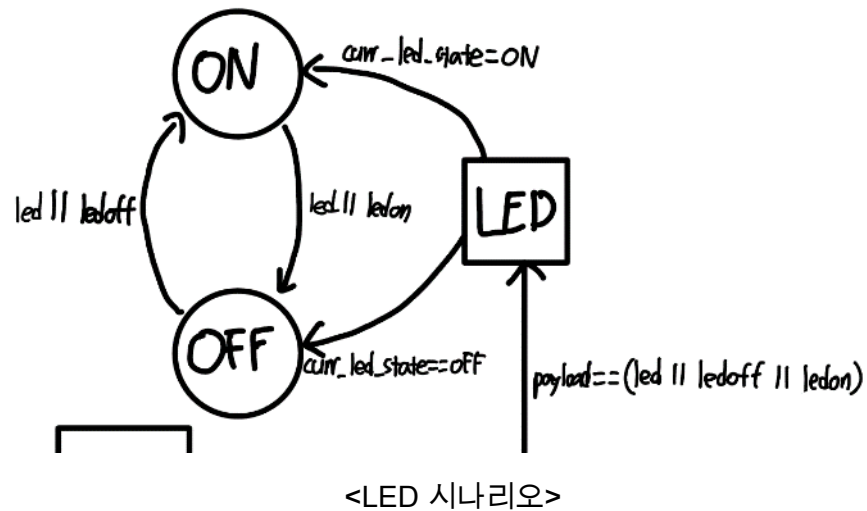 ON
curr_led_state=ON
led || ledoff
led || ledon
LED
OFF
curr_led_state==OFF
payload==(led || ledoff || ledon)
<LED 시나리오>